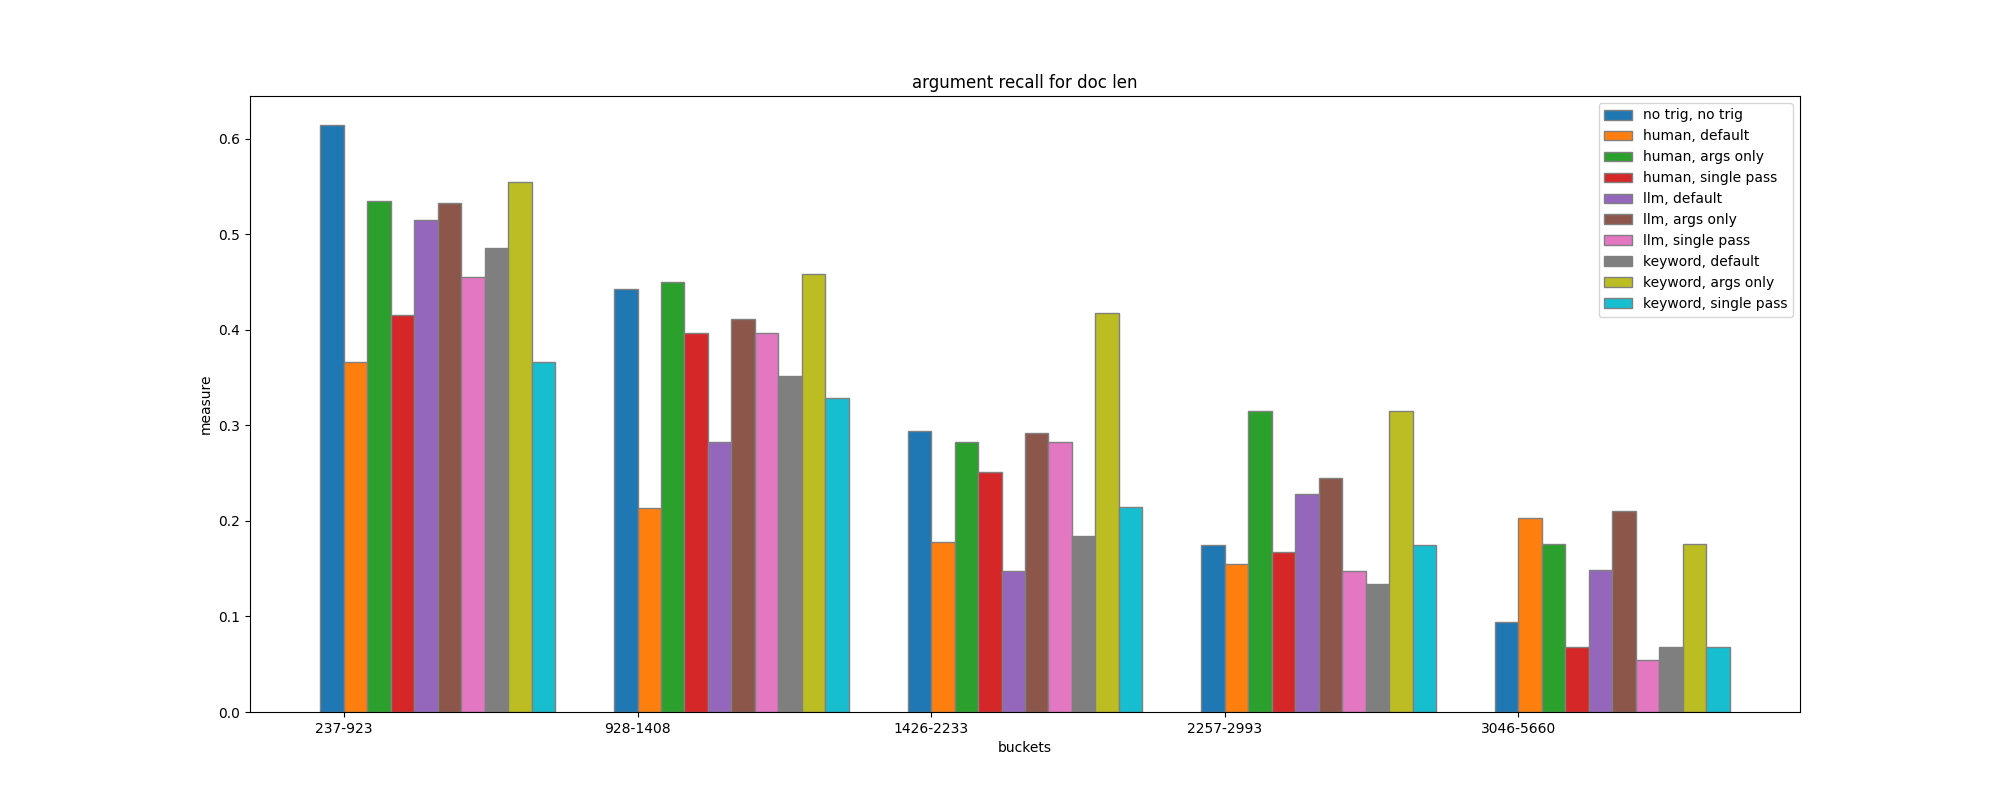 argument recall for doc len
no trig, no trig
human, default
human, args only
human, single pass
llm, default
llm, args only
llm, single pass
keyword, default
keyword, args only
keyword, single pass
measure
0.6
0.5
0.4
0.3
0.2
0.1
0.0
237-923
928-1408
1426-2233
2257-2993
3046-5660
buckets